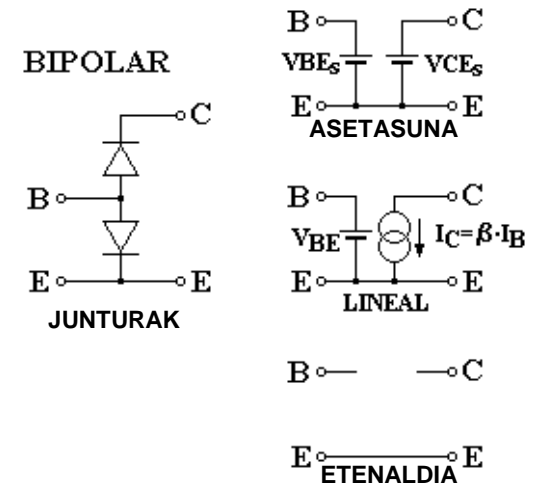 BIPOLAR
C
B
E E
JUNTURAK
B C
VBES VCES
E E
ASETASUNA
B C
VBE IC=β·IB
E E
LINEAL
B C
E E
ETENALDIA